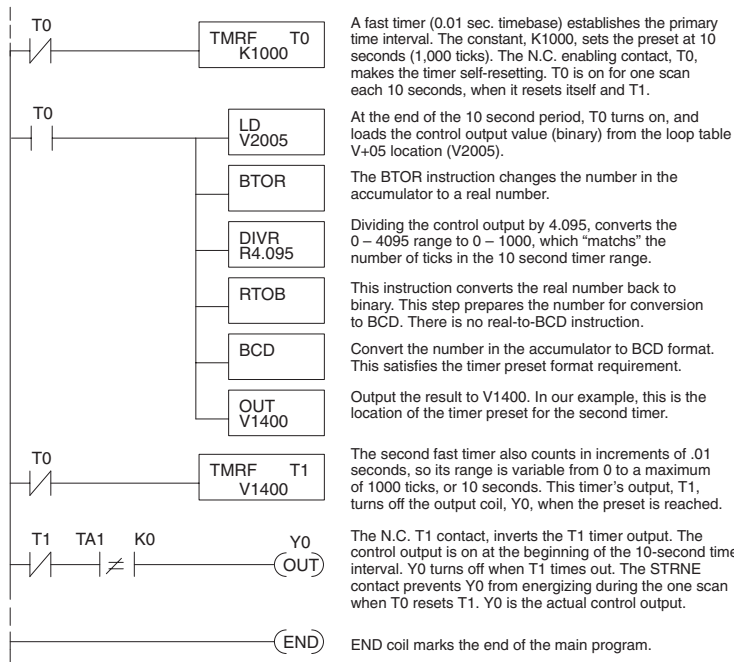 T0
TMRF T0
K1000
A fast timer (0.01 sec. timebase) establishes the primary
time interval. The constant, K1000, sets the preset at 10
seconds (1,000 ticks). The N.C. enabling contact, T0,
makes the timer self-resetting. T0 is on for one scan
each 10 seconds, when it resets itself and T1.
T0
LD
V2005
At the end of the 10 second period, T0 turns on, and
loads the control output value (binary) from the loop table
V+05 location (V2005).
BTOR
The BTOR instruction changes the number in the
accumulator to a real number.
DIVR
R4.095
Dividing the control output by 4.095, converts the
0 – 4095 range to 0 – 1000, which “matchs” the
number of ticks in the 10 second timer range.
RTOB
This instruction converts the real number back to
binary. This step prepares the number for conversion
to BCD. There is no real-to-BCD instruction.
BCD
Convert the number in the accumulator to BCD format.
This satisfies the timer preset format requirement.
OUT
V1400
Output the result to V1400. In our example, this is the
location of the timer preset for the second timer.
T0
TMRF T1
V1400
The second fast timer also counts in increments of .01
seconds, so its range is variable from 0 to a maximum
of 1000 ticks, or 10 seconds. This timer’s output, T1,
turns off the output coil, Y0, when the preset is reached.
T1 TA1 K0 Y0
≠ OUT
The N.C. T1 contact, inverts the T1 timer output. The
control output is on at the beginning of the 10-second time
interval. Y0 turns off when T1 times out. The STRNE
contact prevents Y0 from energizing during the one scan
when T0 resets T1. Y0 is the actual control output.
END
END coil marks the end of the main program.